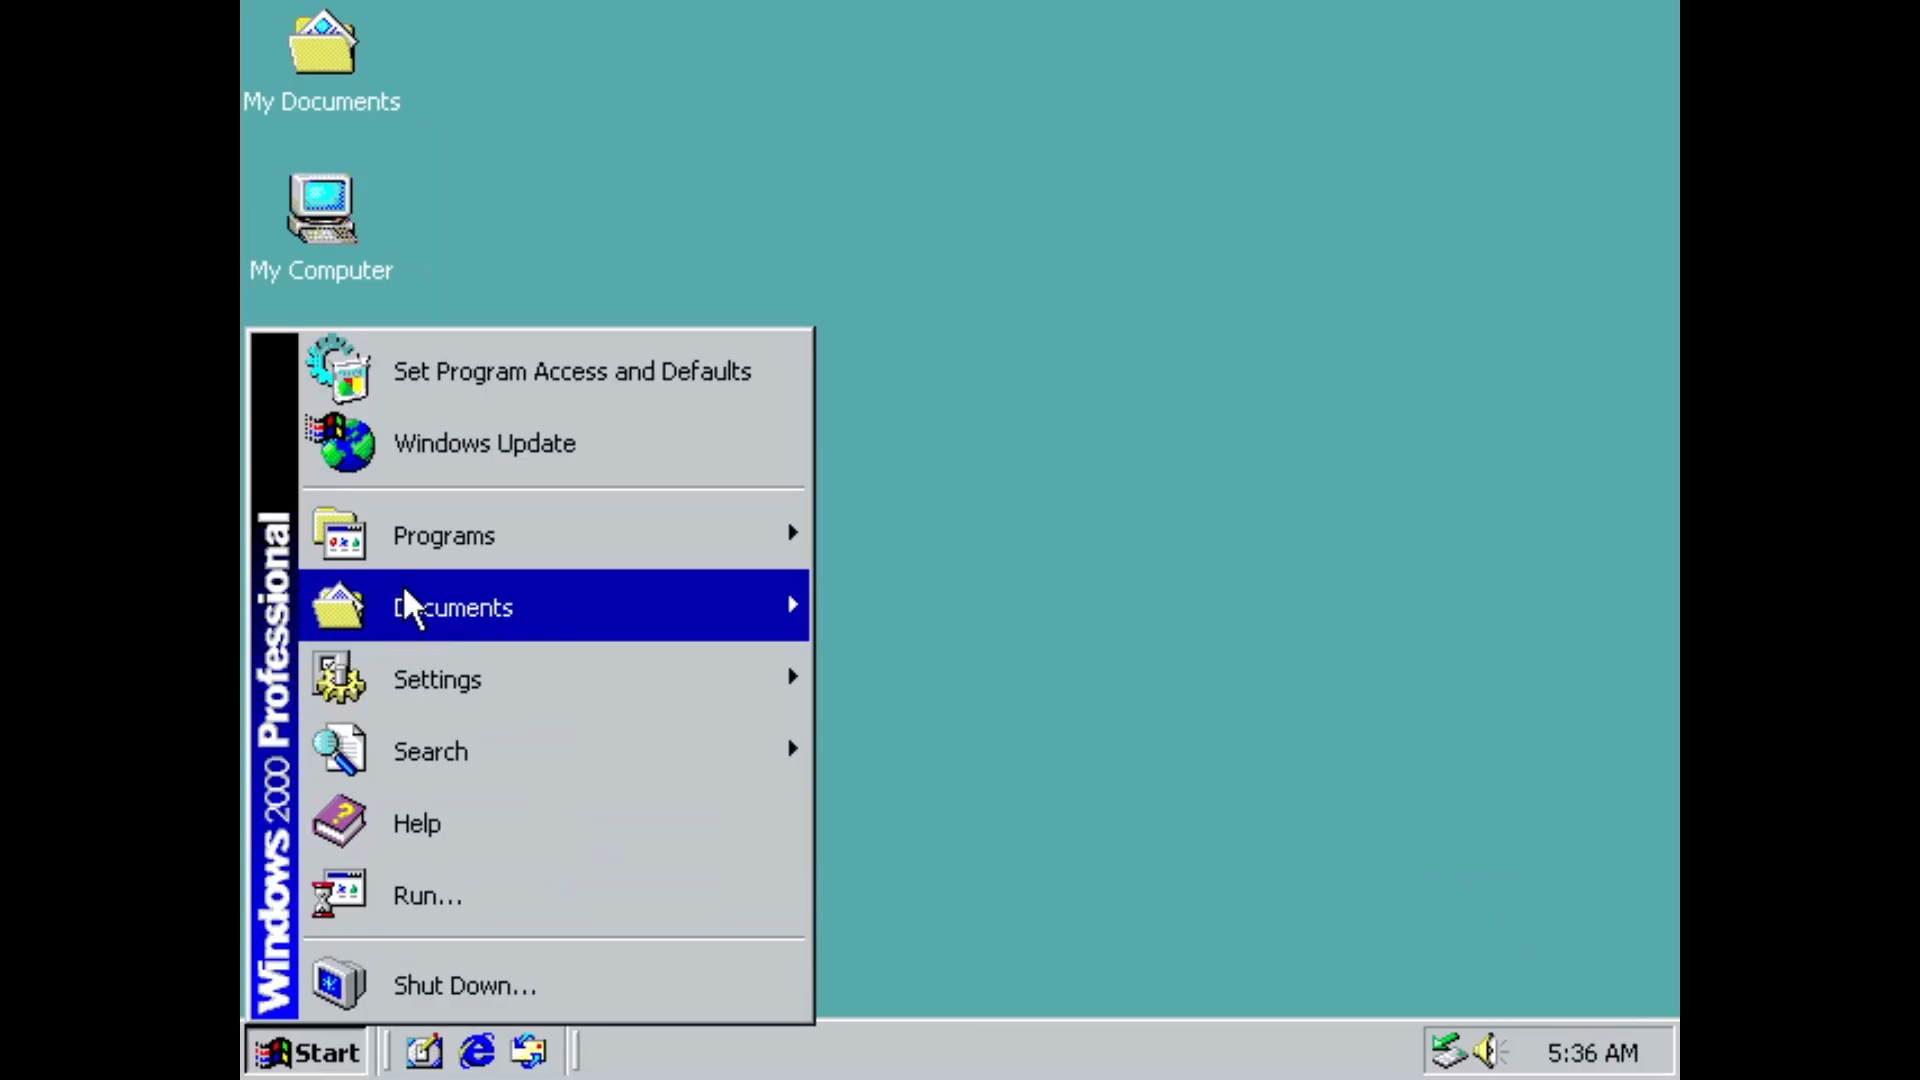 My Documents
My Computer
Set Program Access and Defaults
Windows Update
Programs
Documents
Settings
Search
Help
Run...
Shut Down...
Windows 2000 Professional
Start
5:36 AM